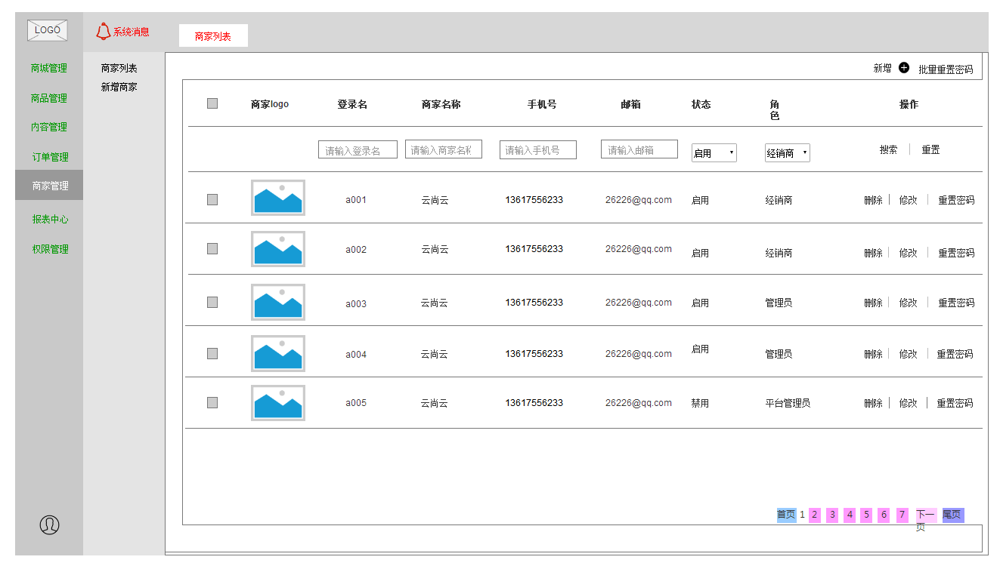 LOGO
系统消息
商家列表
商城管理
商品管理
内容管理
订单管理
商家管理
报表中心
权限管理
商家列表
新增商家
新增 批量重置密码
商家logo 登录名 商家名称 手机号 邮箱 状态 角 操作
色
请输入登录名 请输入商家名称 请输入手机号 请输入邮箱 启用 经销商 搜索 重置
a001 云尚云 13617556233 26226@qq.com 启用 经销商 删除 修改 重置密码
a002 云尚云 13617556233 26226@qq.com 启用 经销商 删除 修改 重置密码
a003 云尚云 13617556233 26226@qq.com 启用 管理员 删除 修改 重置密码
a004 云尚云 13617556233 26226@qq.com 启用 管理员 删除 修改 重置密码
a005 云尚云 13617556233 26226@qq.com 禁用 平台管理员 删除 修改 重置密码
首页 1 2 3 4 5 6 7 下一 尾页
页